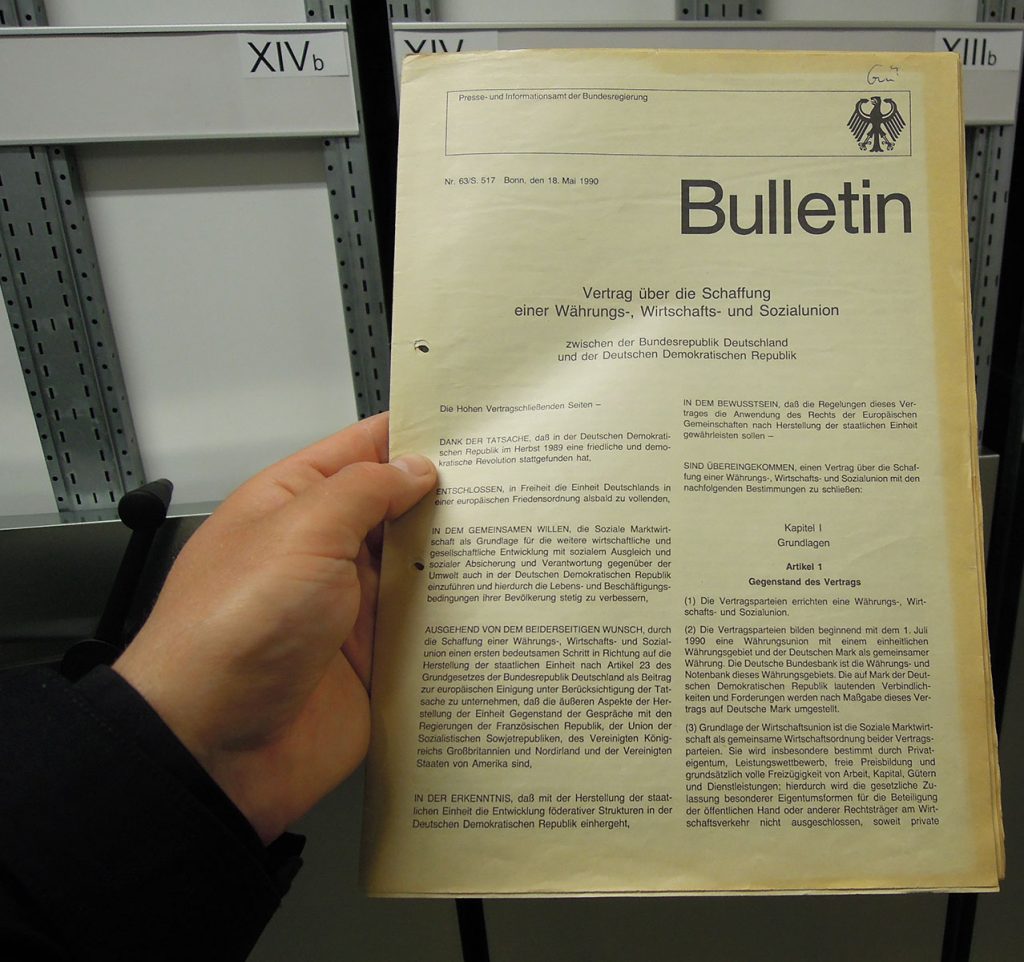 XIVb
XIV
XIIIb
Presse- und Informationsamt der Bundesregierung
Nr. 63/S. 517 Bonn, den 18. Mai 1990
Bulletin
Vertrag über die Schaffung
einer Währungs-, Wirtschafts- und Sozialunion
zwischen der Bundesrepublik Deutschland
und der Deutschen Demokratischen Republik
Die Hohen Vertragschließenden Seiten –
DANK DER TATSACHE, daß in der Deutschen Demokrati-
schen Republik im Herbst 1989 eine friedliche und demo-
kratische Revolution stattgefunden hat,
ENTSCHLOSSEN, in Freiheit die Einheit Deutschlands in
einer europäischen Friedensordnung alsbald zu vollenden,
IN DEM GEMEINSAMEN WILLEN, die Soziale Marktwirt-
schaft als Grundlage für die weitere wirtschaftliche und
gesellschaftliche Entwicklung mit sozialem Ausgleich und
sozialer Absicherung und Verantwortung gegenüber der
Umwelt auch in der Deutschen Demokratischen Republik
einzuführen und hierdurch die Lebens- und Beschäftigungs-
bedingungen ihrer Bevölkerung stetig zu verbessern,
AUSGEHEND VON DEM BEIDERSEITIGEN WUNSCH, durch
die Schaffung einer Währungs-, Wirtschafts- und Sozial-
union einen ersten bedeutsamen Schritt in Richtung auf die
Herstellung der staatlichen Einheit nach Artikel 23 des
Grundgesetzes der Bundesrepublik Deutschland als Beitrag
zur europäischen Einigung unter Berücksichtigung der Tat-
sache zu unternehmen, daß die äußeren Aspekte der Her-
stellung der Einheit Gegenstand der Gespräche mit den
Regierungen der Französischen Republik, der Union der
Sozialistischen Sowjetrepubliken, des Vereinigten König-
reichs Großbritannien und Nordirland und der Vereinigten
Staaten von Amerika sind,
IN DER ERKENNTNIS, daß mit der Herstellung der staat-
lichen Einheit die Entwicklung föderativer Strukturen in der
Deutschen Demokratischen Republik einhergeht,
IN DEM BEWUSSTSEIN, daß die Regelungen dieses Ver-
trages die Anwendung des Rechts der Europäischen
Gemeinschaften nach Herstellung der staatlichen Einheit
gewährleisten sollen –
SIND ÜBEREINGEKOMMEN, einen Vertrag über die Schaf-
fung einer Währungs-, Wirtschafts- und Sozialunion mit den
nachfolgenden Bestimmungen zu schließen:
Kapitel I
Grundlagen
Artikel 1
Gegenstand des Vertrags
(1) Die Vertragsparteien errichten eine Währungs-, Wirt-
schafts- und Sozialunion.
(2) Die Vertragsparteien bilden beginnend mit dem 1. Juli
1990 eine Währungsunion mit einem einheitlichen
Währungsgebiet und der Deutschen Mark als gemeinsamer
Währung. Die Deutsche Bundesbank ist die Währungs- und
Notenbank dieses Währungsgebiets. Die auf Mark der Deut-
schen Demokratischen Republik lautenden Verbindlich-
keiten und Forderungen werden nach Maßgabe dieses Ver-
trags auf Deutsche Mark umgestellt.
(3) Grundlage der Wirtschaftsunion ist die Soziale Marktwirt-
schaft als gemeinsame Wirtschaftsordnung beider Vertrags-
parteien. Sie wird insbesondere bestimmt durch Privat-
eigentum, Leistungswettbewerb, freie Preisbildung und
grundsätzlich volle Freizügigkeit von Arbeit, Kapital, Gütern
und Dienstleistungen; hierdurch wird die gesetzliche Zu-
lassung besonderer Eigentumsformen für die Beteiligung
der öffentlichen Hand oder anderer Rechtsträger am Wirt-
schaftsverkehr nicht ausgeschlossen, soweit private